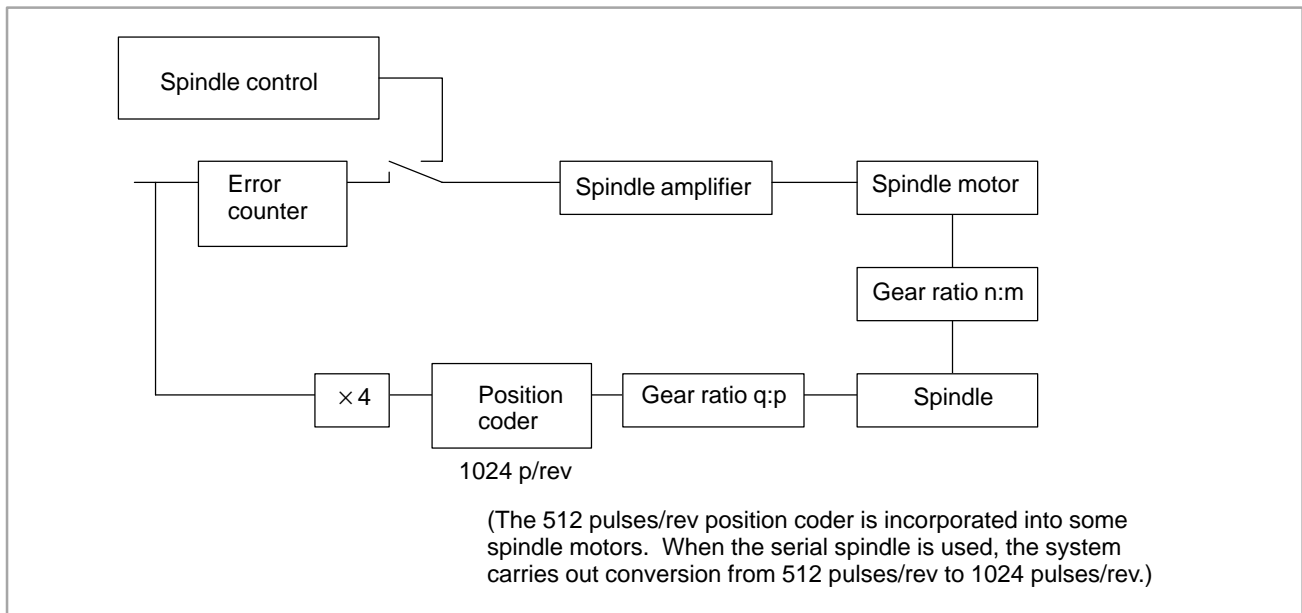 Spindle control
Error
counter
Spindle amplifier
Spindle motor
Gear ratio n:m
× 4
Position
coder
Gear ratio q:p
Spindle
1024 p/rev
(The 512 pulses/rev position coder is incorporated into some
spindle motors. When the serial spindle is used, the system
carries out conversion from 512 pulses/rev to 1024 pulses/rev.)